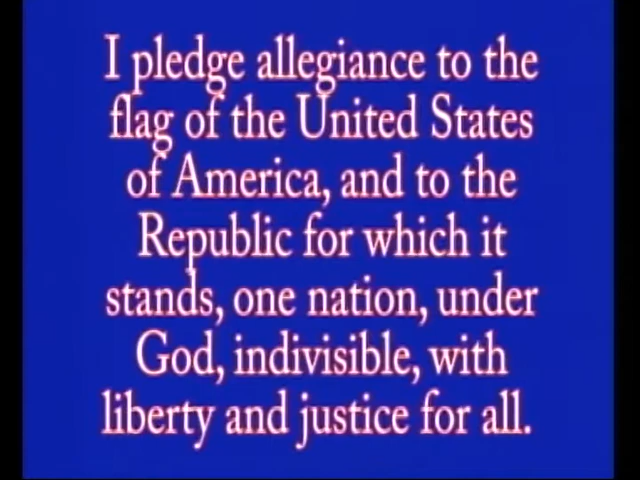 I pledge allegiance to the
flag of the United States
of America, and to the
Republic for which it
stands, one nation, under
God, indivisible, with
liberty and justice for all.